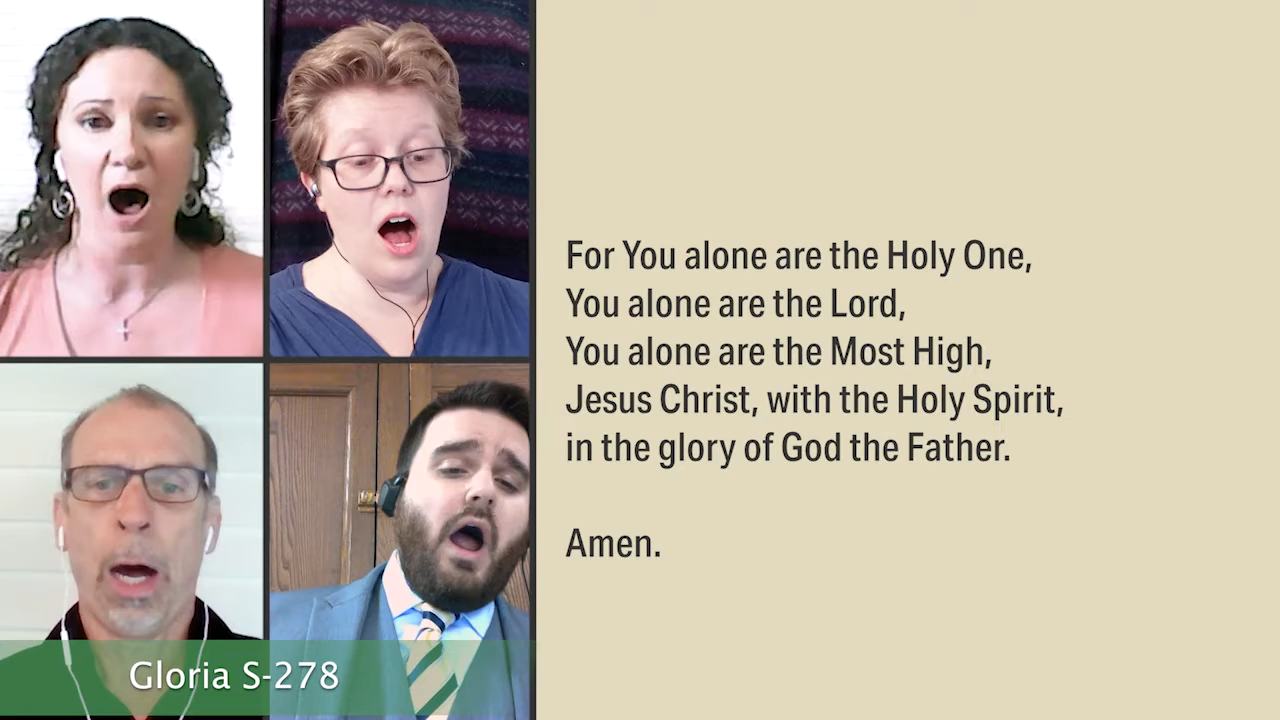 For You alone are the Holy One,
You alone are the Lord,
You alone are the Most High,
Jesus Christ, with the Holy Spirit,
in the glory of God the Father.
Amen.
Gloria S-278